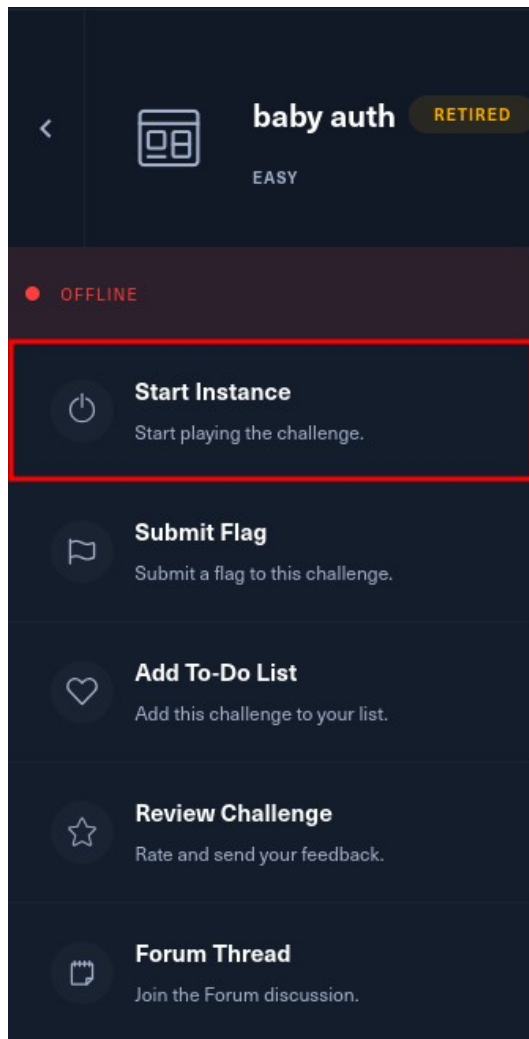 baby auth
RETIRED
EASY
OFFLINE
Start Instance
Start playing the challenge.
Submit Flag
Submit a flag to this challenge.
Add To-Do List
Add this challenge to your list.
Review Challenge
Rate and send your feedback.
Forum Thread
Join the Forum discussion.